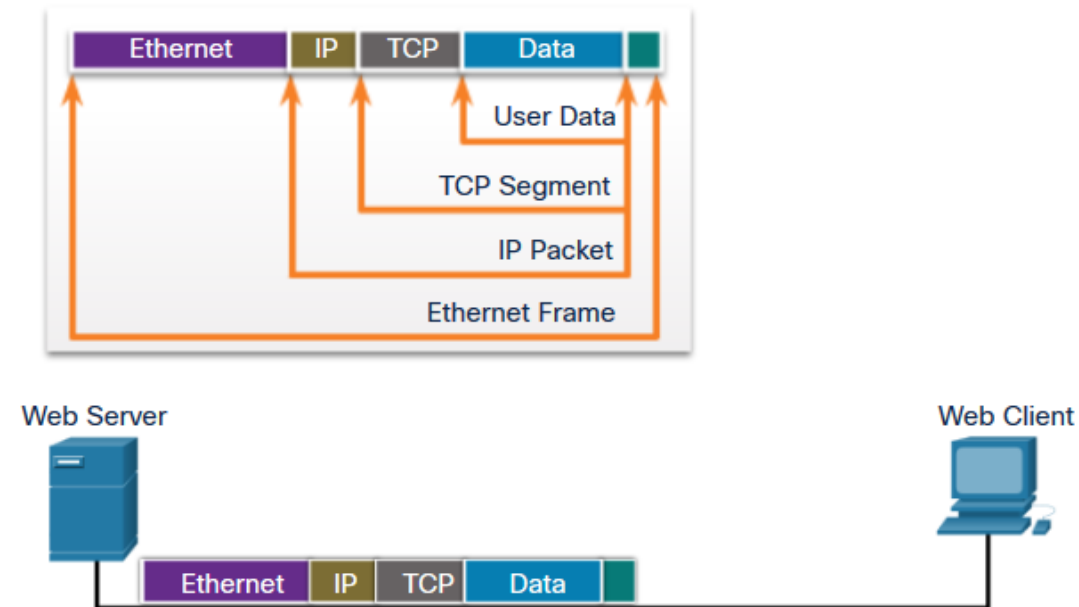 Ethernet IP TCP Data
User Data
TCP Segment
IP Packet
Ethernet Frame
Web Server Web Client
Ethernet IP TCP Data